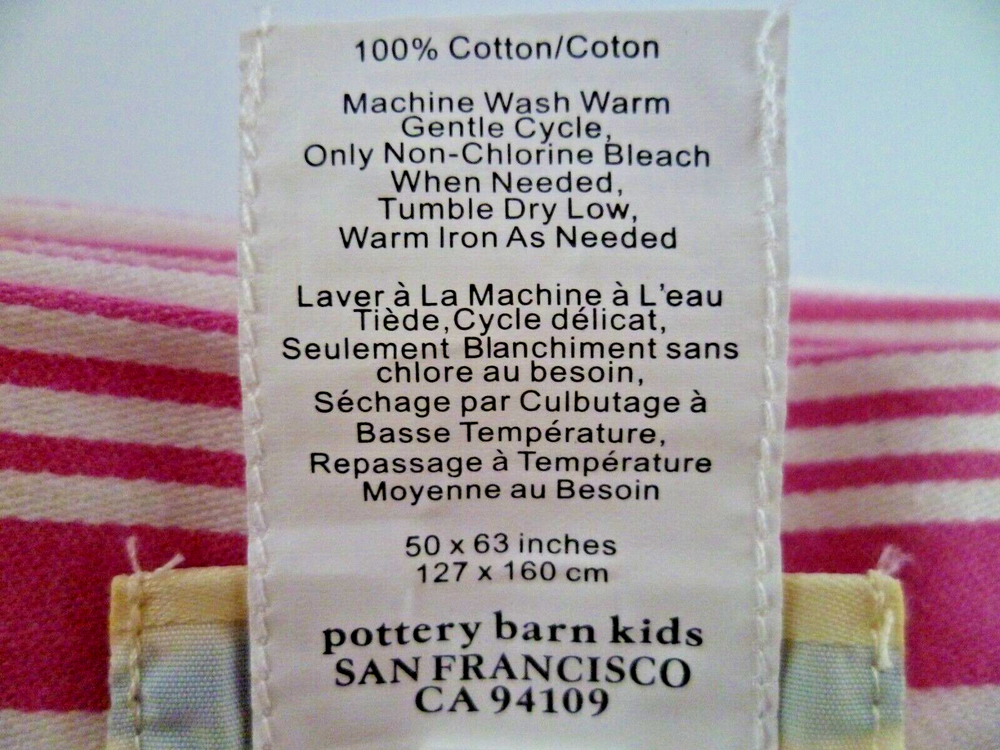 100% Cotton/Coton
Machine Wash Warm
Gentle Cycle,
Only Non-Chlorine Bleach
When Needed,
Tumble Dry Low,
Warm Iron As Needed
Laver à La Machine à L'eau
Tiède,Cycle délicat,
Seulement Blanchiment sans
chlore au besoin,
Séchage par Culbutage à
Basse Température,
Repassage à Température
Moyenne au Besoin
50 x 63 inches
127 x 160 cm
pottery barn kids
SAN FRANCISCO
CA 94109